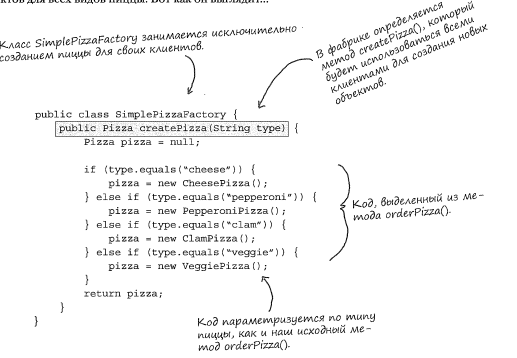 ктов для всех видов пиццы. Вот как он выглядит...
Класс SimplePizzaFactory занимается исключительно
созданием пиццы для своих клиентов.
В фабрике определяется
метод createPizza(), который
будет использоваться всеми
клиентами для создания новых
объектов.
public class SimplePizzaFactory {
public Pizza createPizza(String type) {
Pizza pizza = null;
if (type.equals("cheese")) {
pizza = new CheesePizza();
} else if (type.equals("pepperoni")) {
pizza = new PepperoniPizza();
} else if (type.equals("clam")) {
pizza = new ClamPizza();
} else if (type.equals("veggie")) {
pizza = new VeggiePizza();
}
return pizza;
}
}
Код, выделенный из ме-
тода orderPizza().
Код параметризуется по типу
пиццы, как и наш исходный ме-
тод orderPizza().